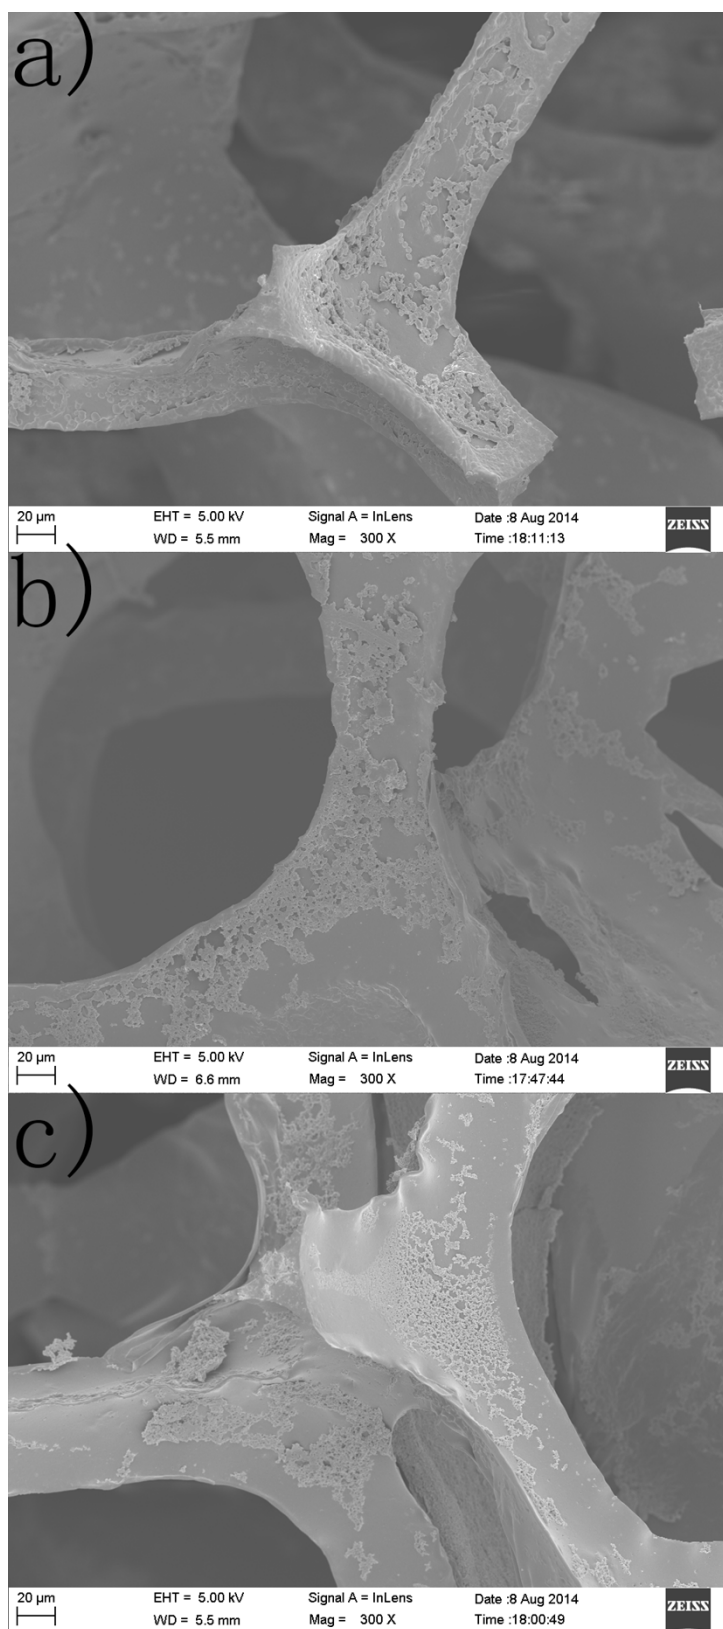 a)
20 µm EHT = 5.00 kV Signal A = InLens Date :8 Aug 2014 ZEISS
WD = 5.5 mm Mag = 300 X Time :18:11:13
b)
20 µm EHT = 5.00 kV Signal A = InLens Date :8 Aug 2014 ZEISS
WD = 6.6 mm Mag = 300 X Time :17:47:44
c)
20 µm EHT = 5.00 kV Signal A = InLens Date :8 Aug 2014 ZEISS
WD = 5.5 mm Mag = 300 X Time :18:00:49